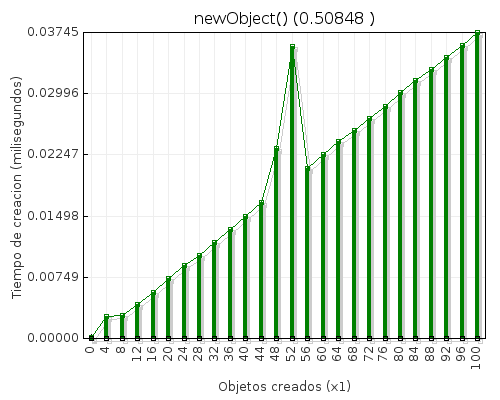 newObject() (0.50848 )
0.03745
0.02996
0.02247
0.01498
0.00749
0.00000
Tiempo de creacion (milisegundos)
0 4 8 12 16 20 24 28 32 36 40 44 48 52 56 60 64 68 72 76 80 84 88 92 96 100
Objetos creados (x1)